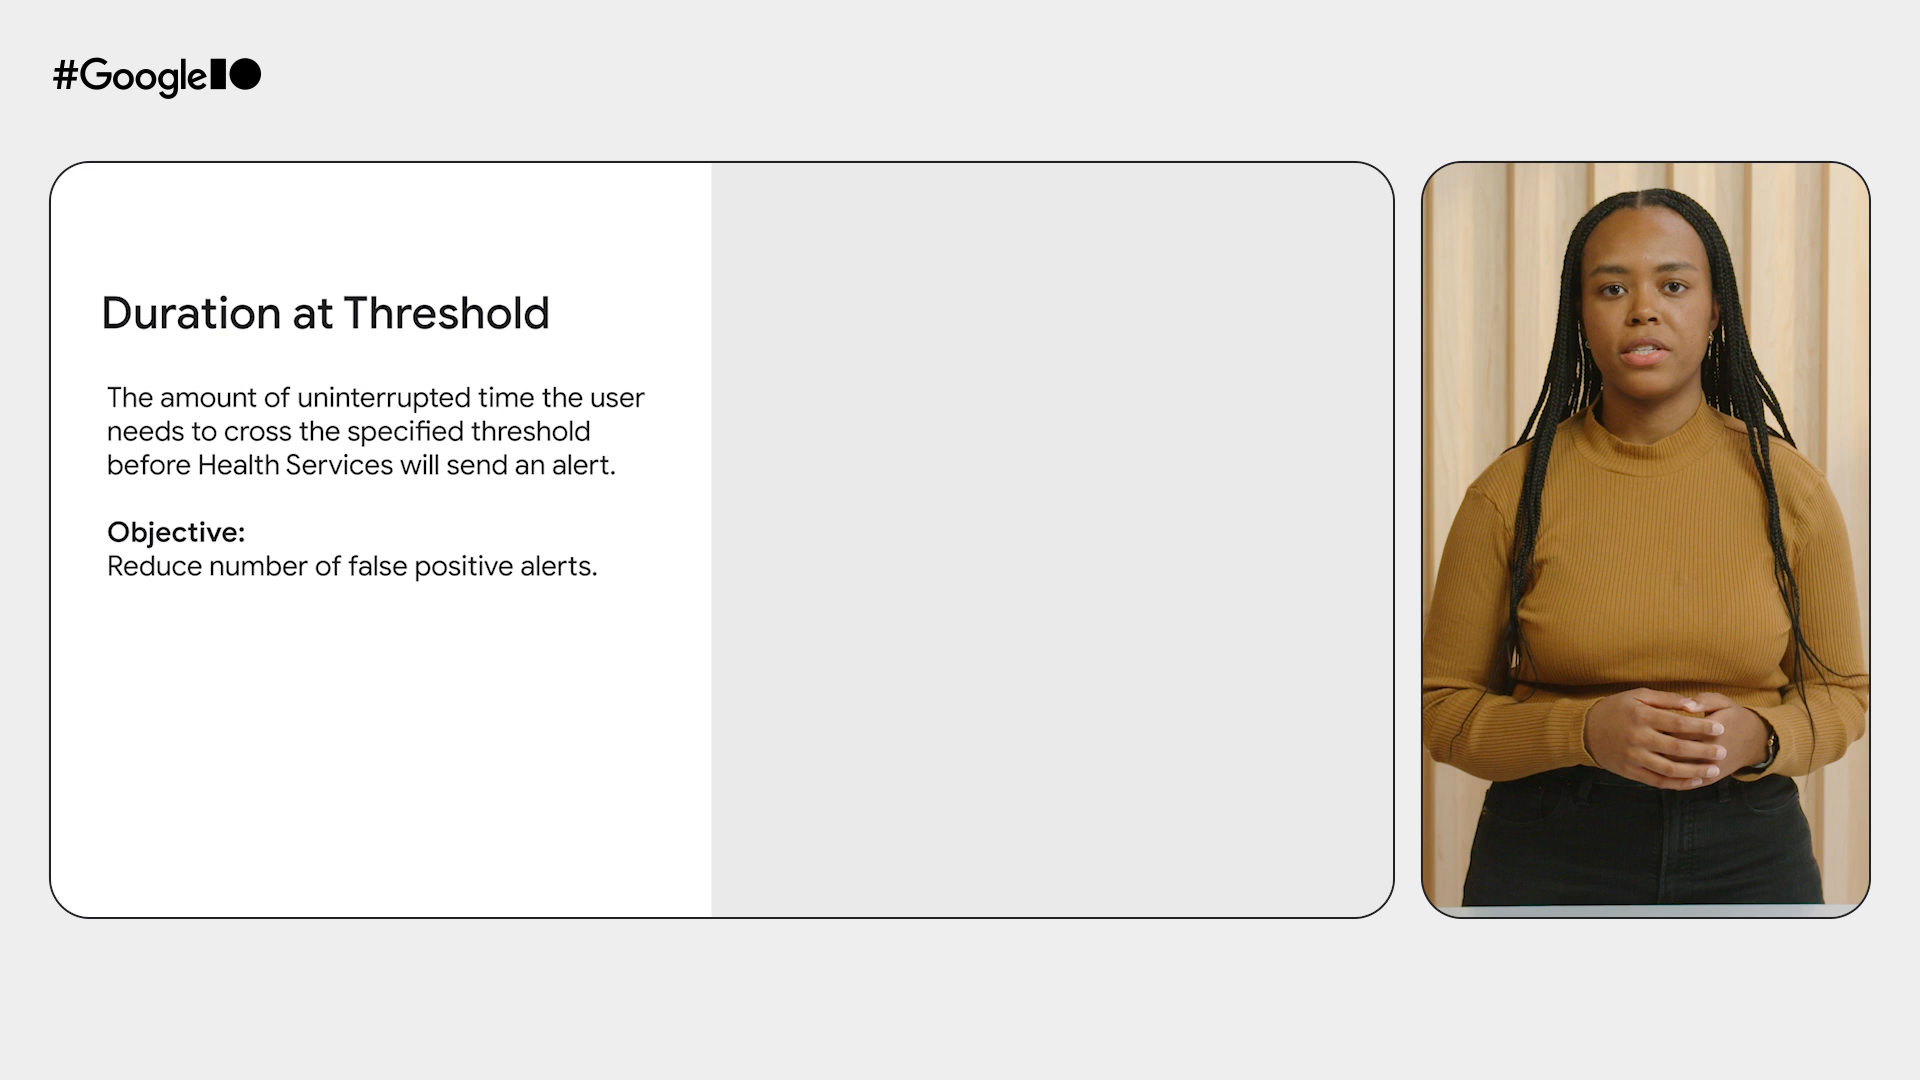 #GoogleIO
Duration at Threshold
The amount of uninterrupted time the user
needs to cross the specified threshold
before Health Services will send an alert.
Objective:
Reduce number of false positive alerts.